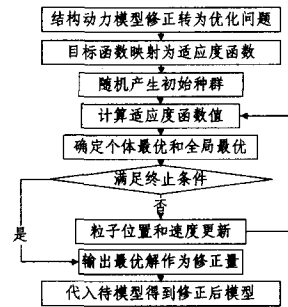 结构动力模型修正转为优化问题
目标函数映射为适应度函数
随机产生初始种群
计算适应度函数值
确定个体最优和全局最优
满足终止条件
否
是
粒子位置和速度更新
输出最优解作为修正量
代入待模型得到修正后模型